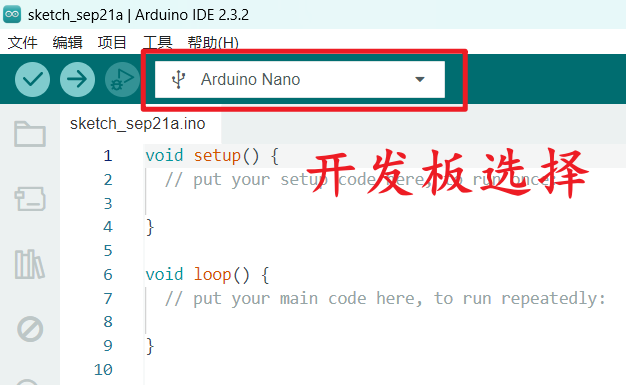 sketch_sep21a | Arduino IDE 2.3.2
文件 编辑 项目 工具 帮助(H)
Arduino Nano
sketch_sep21a.ino
1 void setup() {
2 // put your setup code here, to run once:
3
4 }
5
6 void loop() {
7 // put your main code here, to run repeatedly:
8
9 }
10
开发板选择